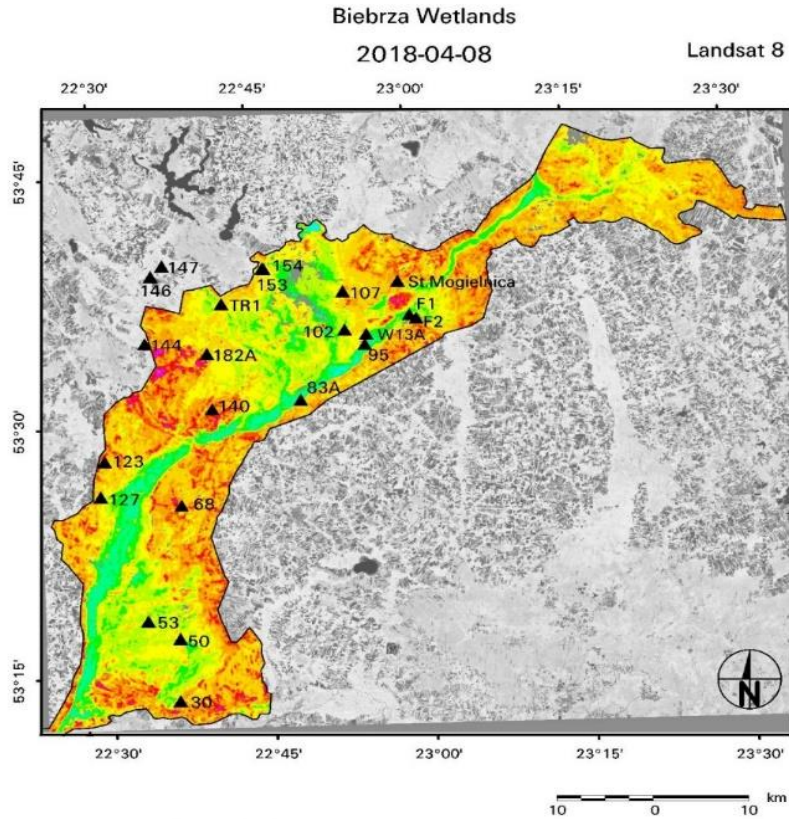 Biebrza Wetlands
2018-04-08
Landsat 8
22°30' 22°45' 23°00' 23°15' 23°30'
53°45'
147
154
146
153
St.Mogielnica
107
TR1
F1
F2
102
W13A
144
95
182A
83A
140
53°30'
123
127
68
53
50
53°15'
30
N
22°30' 22°45' 23°00' 23°15' 23°30'
km
10 0 10